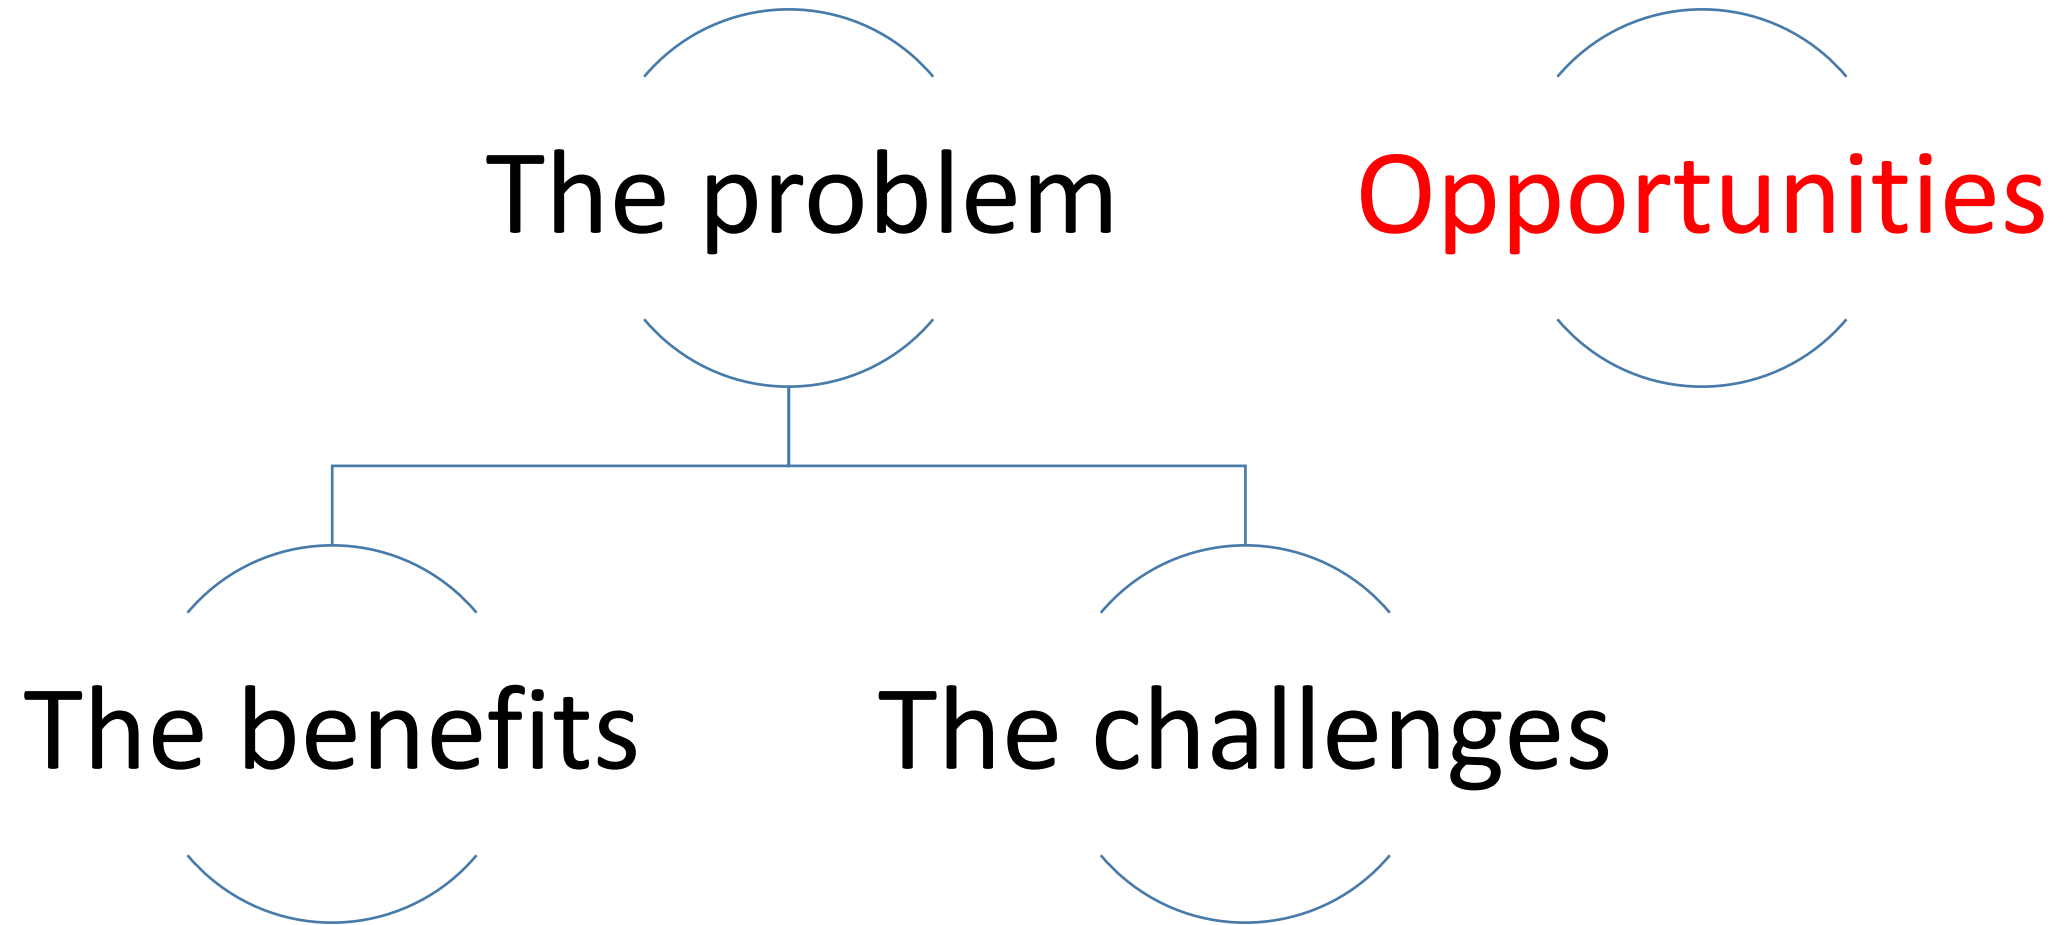 The problem
Opportunities
The benefits
The challenges